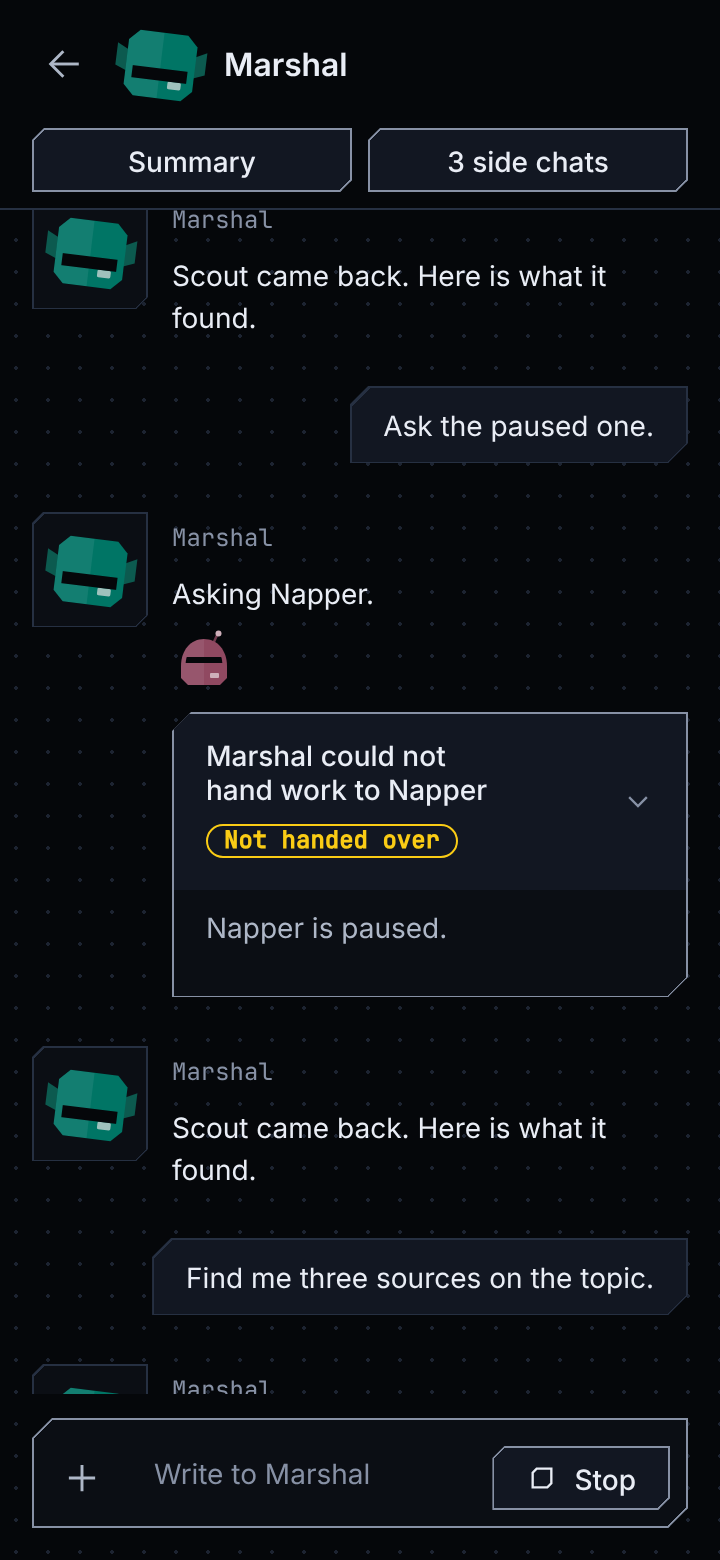 Marshal
Summary
3 side chats
Marshal
Scout came back. Here is what it
found.
Ask the paused one.
Marshal
Asking Napper.
Marshal could not
hand work to Napper
Not handed over
Napper is paused.
Marshal
Scout came back. Here is what it
found.
Find me three sources on the topic.
Marshal
Write to Marshal
Stop